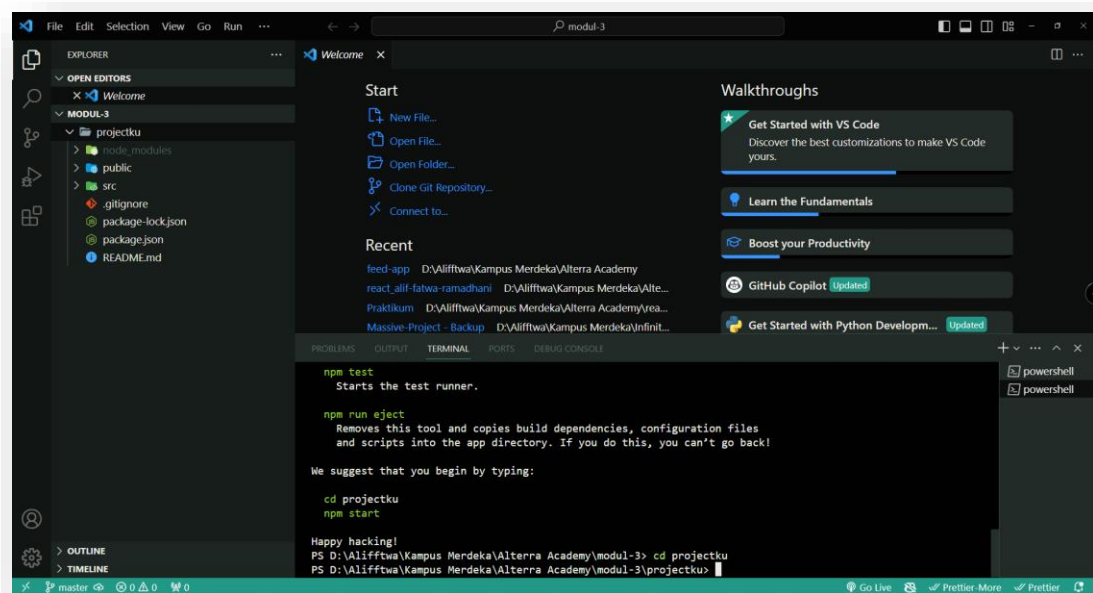 File Edit Selection View Go Run ...
modul-3
EXPLORER
OPEN EDITORS
Welcome
MODUL-3
projectku
node_modules
public
src
.gitignore
package-lock.json
package.json
README.md
OUTLINE
TIMELINE
Welcome
Start
New File...
Open File...
Open Folder...
Clone Git Repository...
Connect to...
Recent
feed-app D:\Alifftwa\Kampus Merdeka\Alterra Academy
react_alif-fatwa-ramadhani D:\Alifftwa\Kampus Merdeka\Alte...
Praktikum D:\Alifftwa\Kampus Merdeka\Alterra Academy\rea...
Massive-Project - Backup D:\Alifftwa\Kampus Merdeka\Infinit...
Walkthroughs
Get Started with VS Code
Discover the best customizations to make VS Code
yours.
Learn the Fundamentals
Boost your Productivity
GitHub Copilot Updated
Get Started with Python Developm... Updated
PROBLEMS OUTPUT TERMINAL PORTS DEBUG CONSOLE
powershell
powershell
npm test
Starts the test runner.
npm run eject
Removes this tool and copies build dependencies, configuration files
and scripts into the app directory. If you do this, you can’t go back!
We suggest that you begin by typing:
cd projectku
npm start
Happy hacking!
PS D:\Alifftwa\Kampus Merdeka\Alterra Academy\modul-3> cd projectku
PS D:\Alifftwa\Kampus Merdeka\Alterra Academy\modul-3\projectku>
master 0 0 0 Go Live Prettier-More Prettier